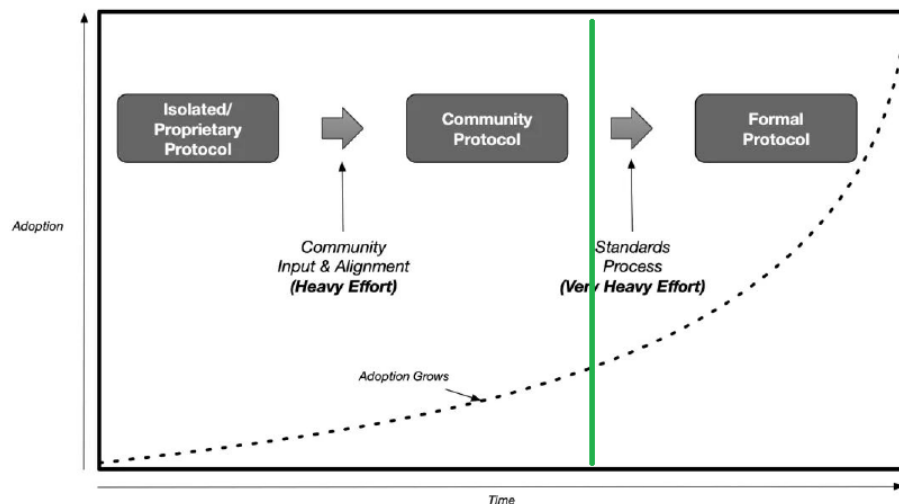 Isolated/
Proprietary
Protocol
Community
Protocol
Formal
Protocol
Adoption
Community
Input & Alignment
(Heavy Effort)
Standards
Process
(Very Heavy Effort)
Adoption Grows
Time